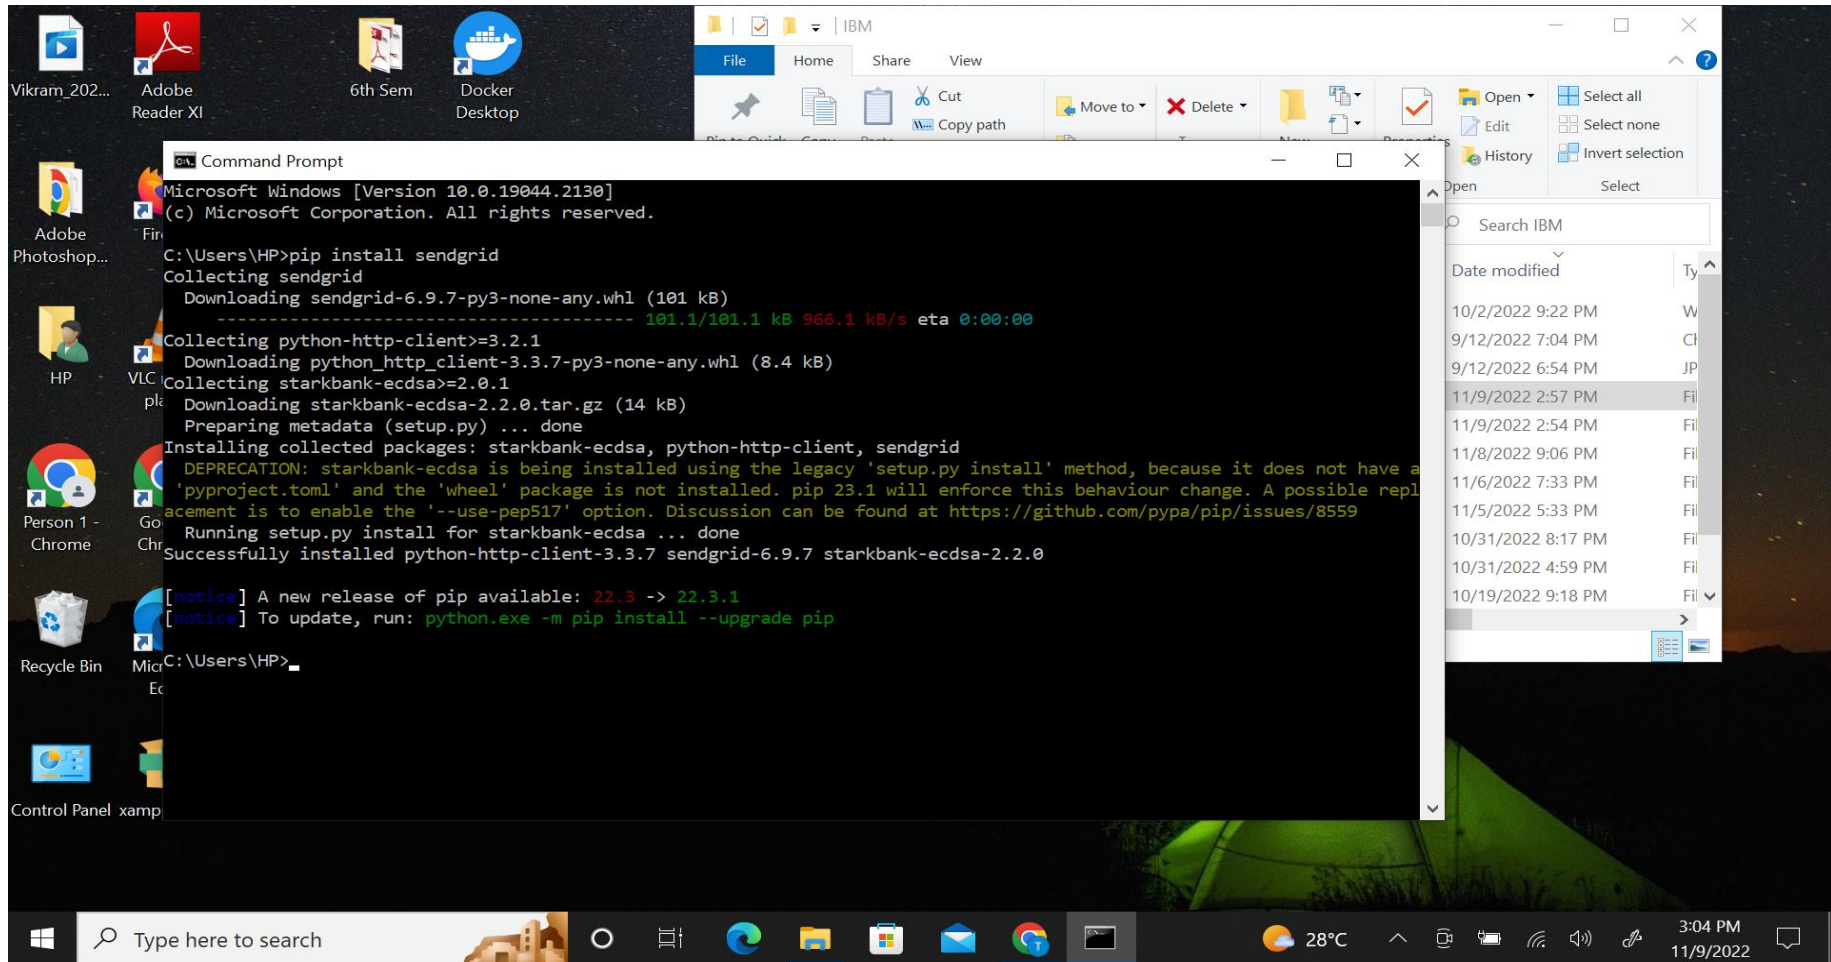 Vikram_202...
Adobe
Reader XI
6th Sem
Docker
Desktop
Adobe
Photoshop...
HP
VLC
Person 1 -
Chrome
Recycle Bin
Control Panel
xamp
IBM
File Home Share View
Cut
Copy path
Move to
Delete
Open
Edit
History
Select all
Select none
Invert selection
Select
Search IBM
Date modified
10/2/2022 9:22 PM
9/12/2022 7:04 PM
9/12/2022 6:54 PM
11/9/2022 2:57 PM
11/9/2022 2:54 PM
11/8/2022 9:06 PM
11/6/2022 7:33 PM
11/5/2022 5:33 PM
10/31/2022 8:17 PM
10/31/2022 4:59 PM
10/19/2022 9:18 PM
Command Prompt
Microsoft Windows [Version 10.0.19044.2130]
(c) Microsoft Corporation. All rights reserved.
C:\Users\HP>pip install sendgrid
Collecting sendgrid
Downloading sendgrid-6.9.7-py3-none-any.whl (101 kB)
---------------------------------------- 101.1/101.1 kB 966.1 kB/s eta 0:00:00
Collecting python-http-client>=3.2.1
Downloading python_http_client-3.3.7-py3-none-any.whl (8.4 kB)
Collecting starkbank-ecdsa>=2.0.1
Downloading starkbank-ecdsa-2.2.0.tar.gz (14 kB)
Preparing metadata (setup.py) ... done
Installing collected packages: starkbank-ecdsa, python-http-client, sendgrid
DEPRECATION: starkbank-ecdsa is being installed using the legacy 'setup.py install' method, because it does not have a
'pyproject.toml' and the 'wheel' package is not installed. pip 23.1 will enforce this behaviour change. A possible repl
acement is to enable the '--use-pep517' option. Discussion can be found at https://github.com/pypa/pip/issues/8559
Running setup.py install for starkbank-ecdsa ... done
Successfully installed python-http-client-3.3.7 sendgrid-6.9.7 starkbank-ecdsa-2.2.0
[notice] A new release of pip available: 22.3 -> 22.3.1
[notice] To update, run: python.exe -m pip install --upgrade pip
C:\Users\HP>
Type here to search
28°C
3:04 PM
11/9/2022